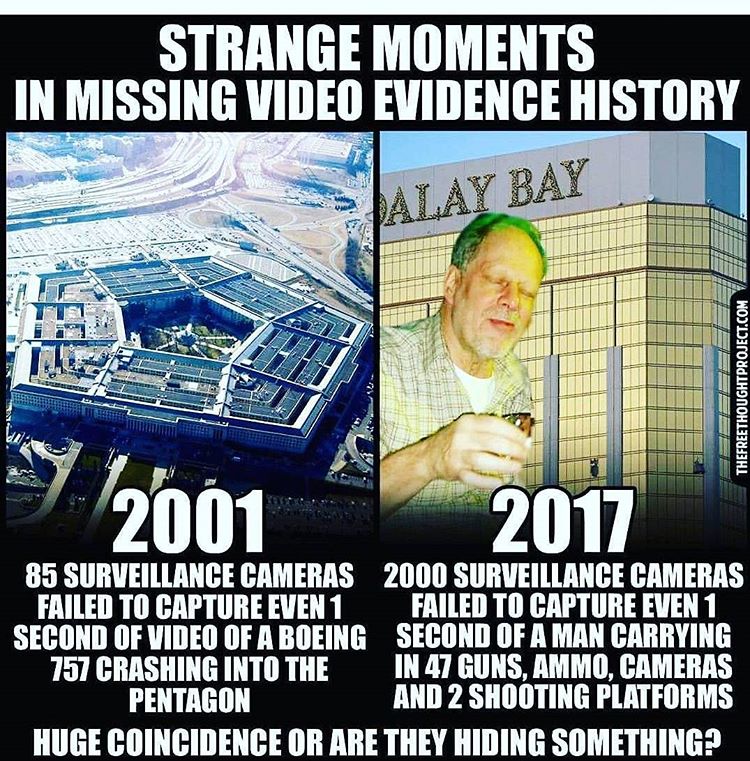 STRANGE MOMENTS
IN MISSING VIDEO EVIDENCE HISTORY
DALAY BAY
THEFREETHOUGHTPROJECT.COM
2001
85 SURVEILLANCE CAMERAS
FAILED TO CAPTURE EVEN 1
SECOND OF VIDEO OF A BOEING
757 CRASHING INTO THE
PENTAGON
2017
2000 SURVEILLANCE CAMERAS
FAILED TO CAPTURE EVEN 1
SECOND OF A MAN CARRYING
IN 47 GUNS, AMMO, CAMERAS
AND 2 SHOOTING PLATFORMS
HUGE COINCIDENCE OR ARE THEY HIDING SOMETHING?